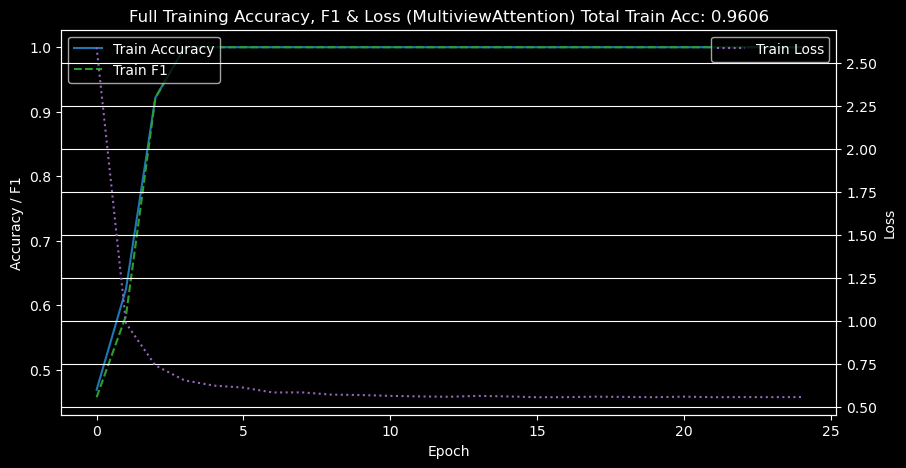 Full Training Accuracy, F1 & Loss (MultiviewAttention) Total Train Acc: 0.9606
Train Accuracy
Train F1
Train Loss
1.0
0.9
0.8
0.7
0.6
0.5
Accuracy / F1
2.50
2.25
2.00
1.75
1.50
1.25
1.00
0.75
0.50
Loss
0 5 10 15 20 25
Epoch